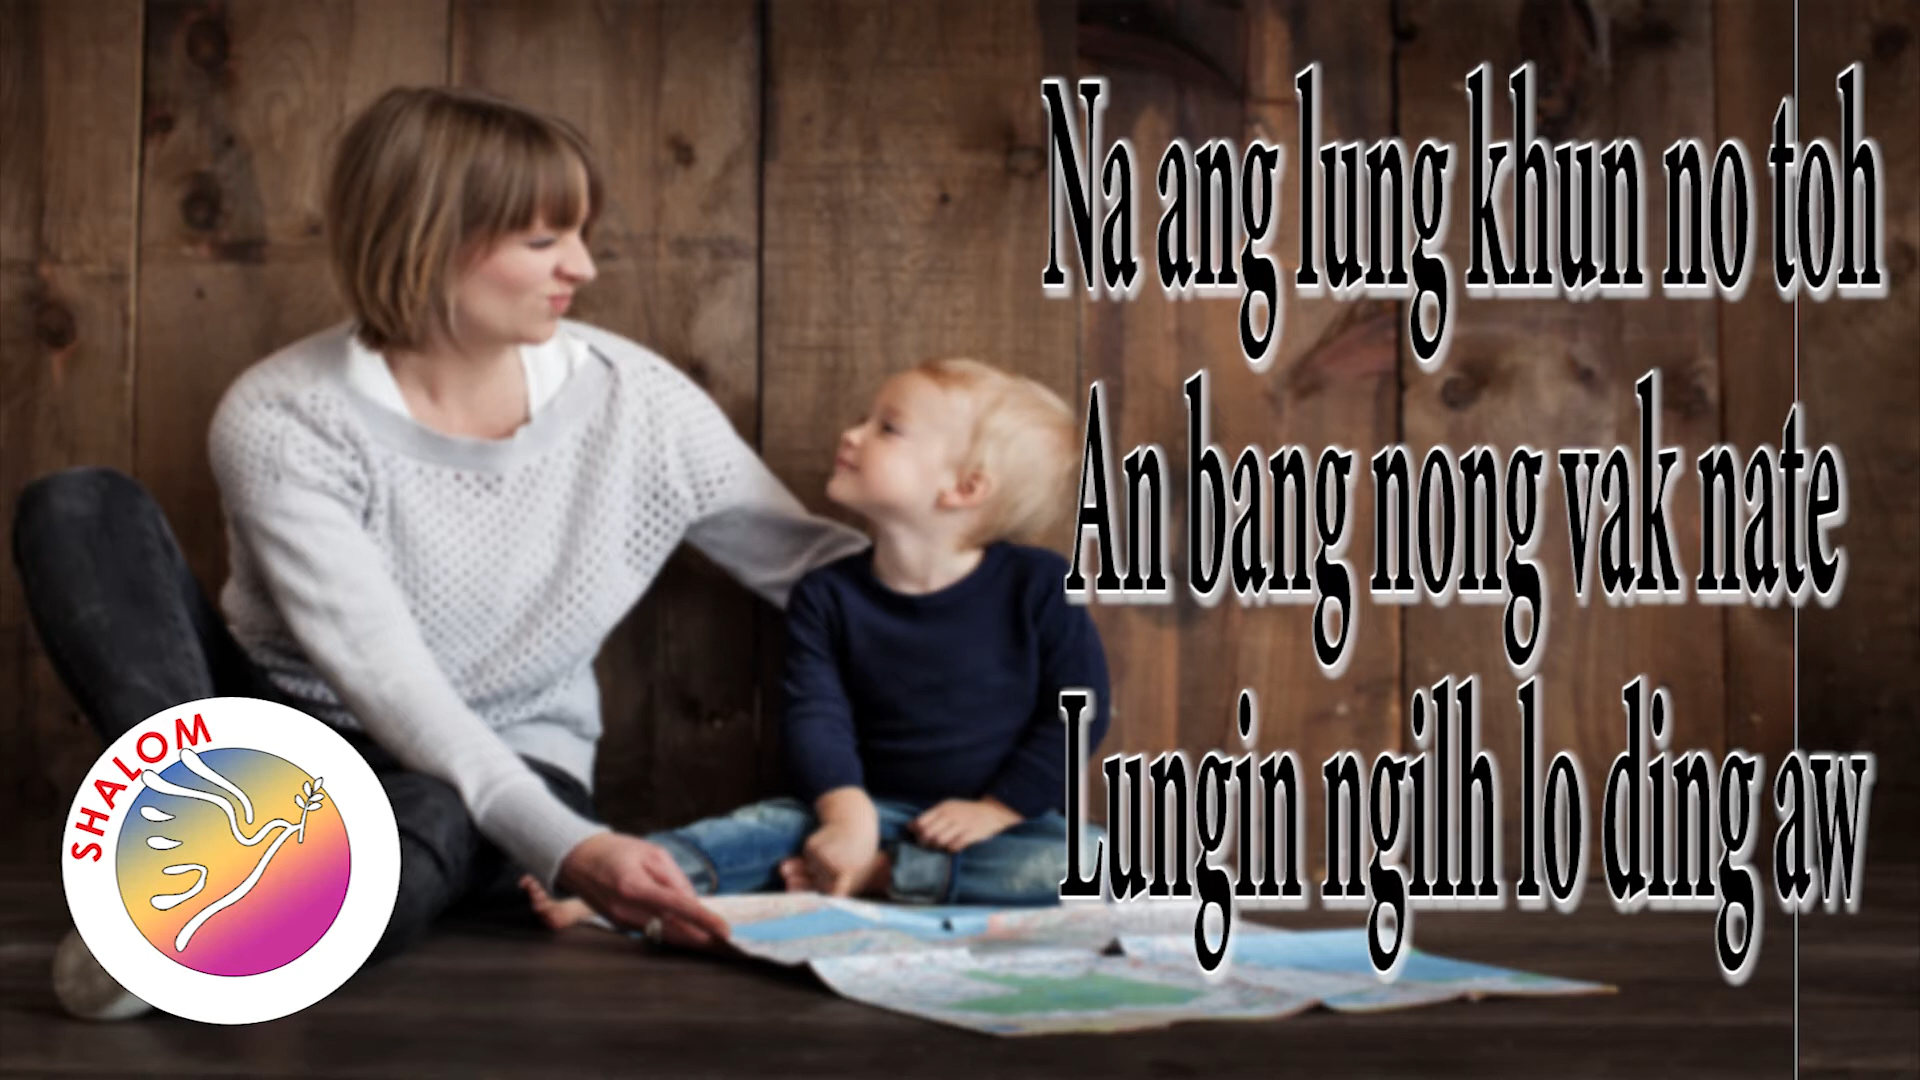 Na ang lung khun no toh
An bang nong vak nate
Lungin ngilh lo ding aw
SHALOM